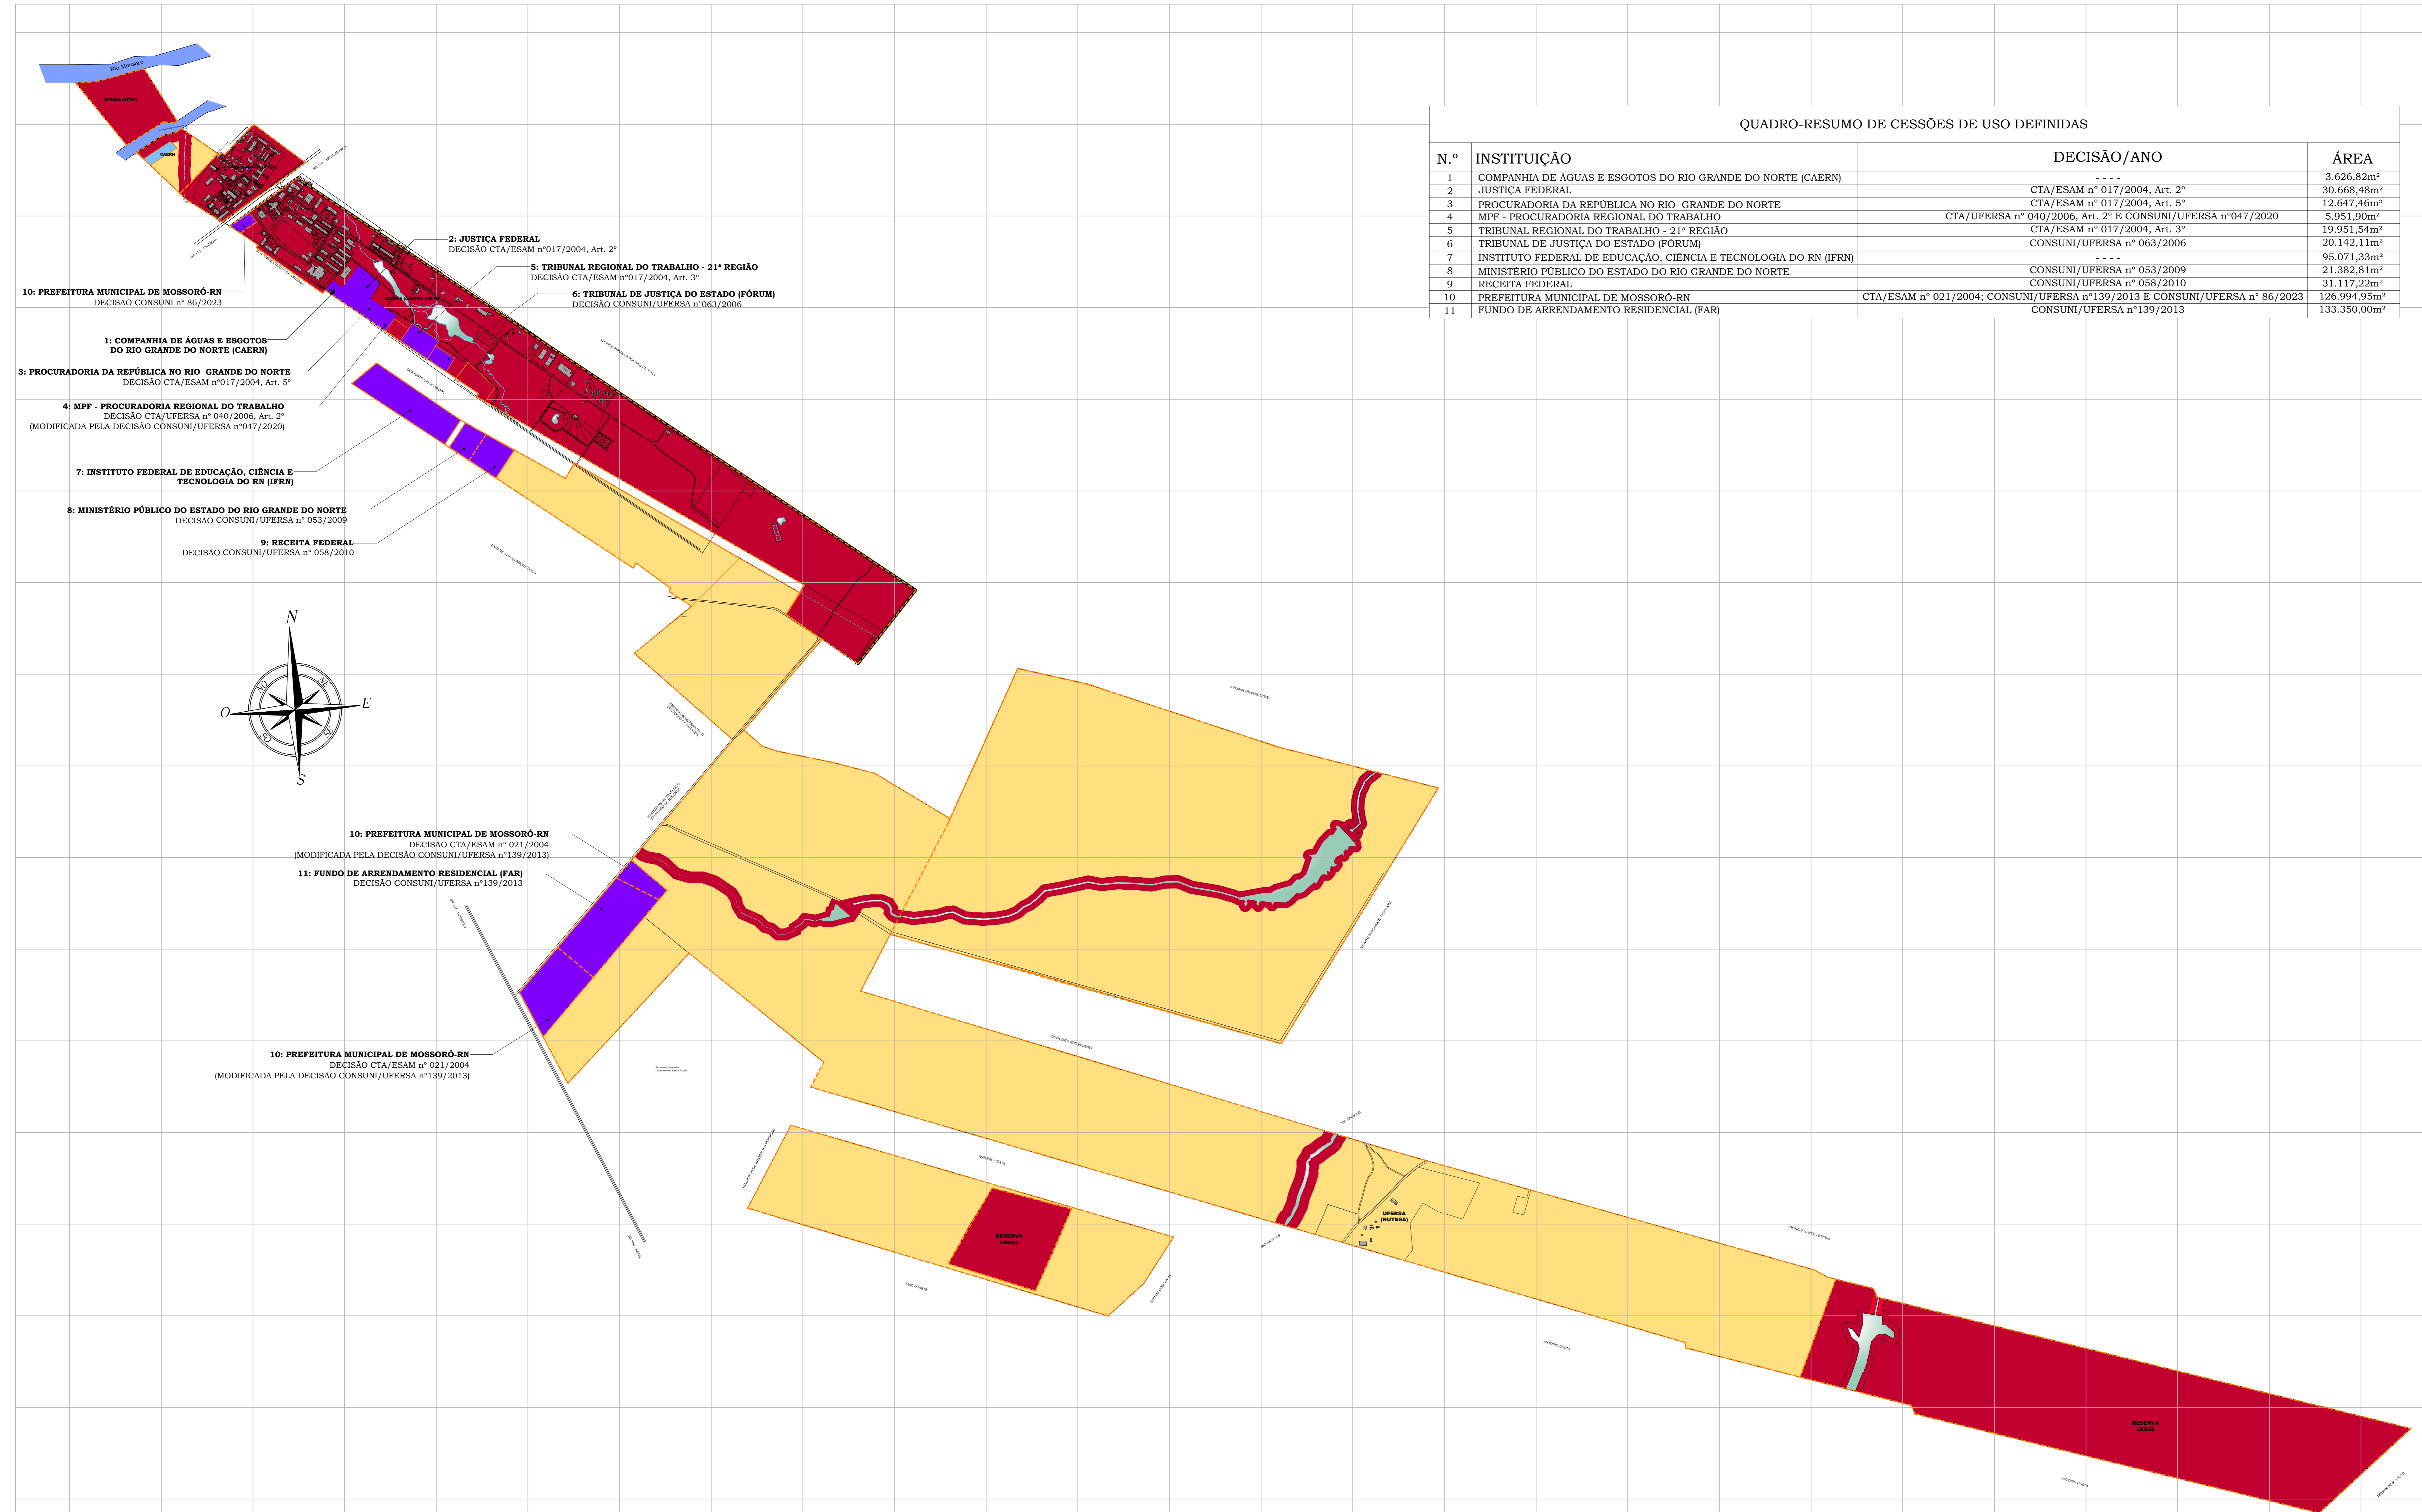 Rio Mossoró
UFERSA (SÍTIO)
CAERN
QUADRO-RESUMO DE CESSÕES DE USO DEFINIDAS
N.º INSTITUIÇÃO DECISÃO/ANO ÁREA
1 COMPANHIA DE ÁGUAS E ESGOTOS DO RIO GRANDE DO NORTE (CAERN) - - - - 3.626,82m²
2 JUSTIÇA FEDERAL CTA/ESAM nº 017/2004, Art. 2º 30.668,48m²
3 PROCURADORIA DA REPÚBLICA NO RIO GRANDE DO NORTE CTA/ESAM nº 017/2004, Art. 5º 12.647,46m²
4 MPF - PROCURADORIA REGIONAL DO TRABALHO CTA/UFERSA nº 040/2006, Art. 2º E CONSUNI/UFERSA nº047/2020 5.951,90m²
5 TRIBUNAL REGIONAL DO TRABALHO - 21ª REGIÃO CTA/ESAM nº 017/2004, Art. 3º 19.951,54m²
6 TRIBUNAL DE JUSTIÇA DO ESTADO (FÓRUM) CONSUNI/UFERSA nº 063/2006 20.142,11m²
7 INSTITUTO FEDERAL DE EDUCAÇÃO, CIÊNCIA E TECNOLOGIA DO RN (IFRN) - - - - 95.071,33m²
8 MINISTÉRIO PÚBLICO DO ESTADO DO RIO GRANDE DO NORTE CONSUNI/UFERSA nº 053/2009 21.382,81m²
9 RECEITA FEDERAL CONSUNI/UFERSA nº 058/2010 31.117,22m²
10 PREFEITURA MUNICIPAL DE MOSSORÓ-RN CTA/ESAM nº 021/2004; CONSUNI/UFERSA nº139/2013 E CONSUNI/UFERSA n° 86/2023 126.994,95m²
11 FUNDO DE ARRENDAMENTO RESIDENCIAL (FAR) CONSUNI/UFERSA nº139/2013 133.350,00m²
2: JUSTIÇA FEDERAL
DECISÃO CTA/ESAM nº017/2004, Art. 2º
5: TRIBUNAL REGIONAL DO TRABALHO - 21ª REGIÃO
DECISÃO CTA/ESAM nº017/2004, Art. 3º
6: TRIBUNAL DE JUSTIÇA DO ESTADO (FÓRUM)
DECISÃO CONSUNI/UFERSA nº063/2006
10: PREFEITURA MUNICIPAL DE MOSSORÓ-RN
DECISÃO CONSUNI n° 86/2023
1: COMPANHIA DE ÁGUAS E ESGOTOS
DO RIO GRANDE DO NORTE (CAERN)
3: PROCURADORIA DA REPÚBLICA NO RIO GRANDE DO NORTE
DECISÃO CTA/ESAM nº017/2004, Art. 5º
4: MPF - PROCURADORIA REGIONAL DO TRABALHO
DECISÃO CTA/UFERSA nº 040/2006, Art. 2º
(MODIFICADA PELA DECISÃO CONSUNI/UFERSA nº047/2020)
7: INSTITUTO FEDERAL DE EDUCAÇÃO, CIÊNCIA E
TECNOLOGIA DO RN (IFRN)
8: MINISTÉRIO PÚBLICO DO ESTADO DO RIO GRANDE DO NORTE
DECISÃO CONSUNI/UFERSA nº 053/2009
9: RECEITA FEDERAL
DECISÃO CONSUNI/UFERSA nº 058/2010
N
NO
NE
O
E
SO
SE
S
10: PREFEITURA MUNICIPAL DE MOSSORÓ-RN
DECISÃO CTA/ESAM nº 021/2004
(MODIFICADA PELA DECISÃO CONSUNI/UFERSA nº139/2013)
11: FUNDO DE ARRENDAMENTO RESIDENCIAL (FAR)
DECISÃO CONSUNI/UFERSA nº139/2013
10: PREFEITURA MUNICIPAL DE MOSSORÓ-RN
DECISÃO CTA/ESAM nº 021/2004
(MODIFICADA PELA DECISÃO CONSUNI/UFERSA nº139/2013)
ANTONIO COSTA
LUIZ DUARTE
RESERVA
LEGAL
RIO ANGICOS
RIO ANGICOS
UFERSA
(NUTESA)
ANTONIO COSTA
RESERVA
LEGAL
ANTONIO COSTA